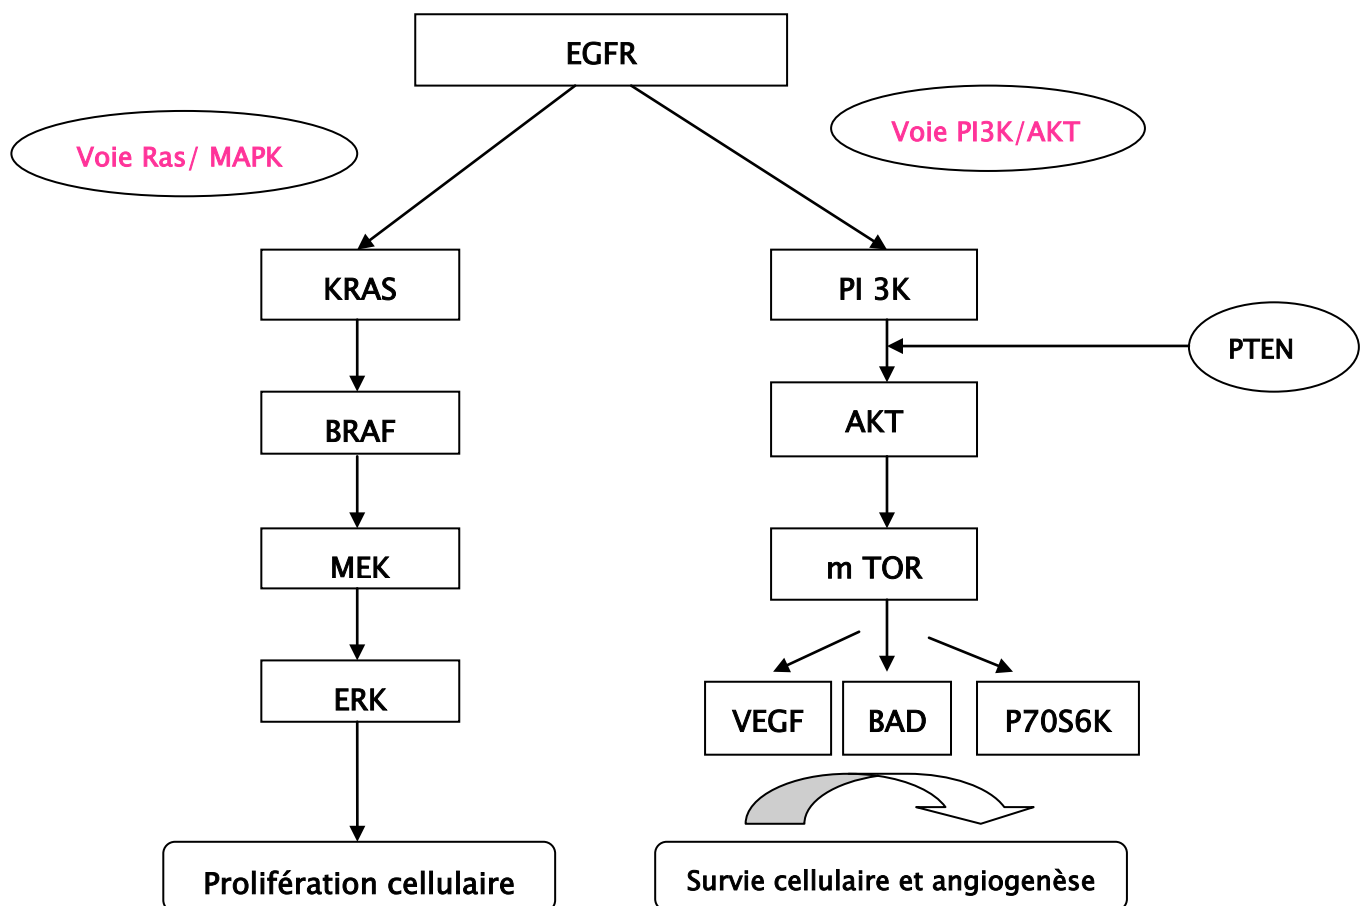 EGFR
Voie Ras/ MAPK
Voie PI3K/AKT
KRAS
PI 3K
PTEN
BRAF
AKT
MEK
m TOR
ERK
VEGF
BAD
P70S6K
Prolifération cellulaire
Survie cellulaire et angiogenèse